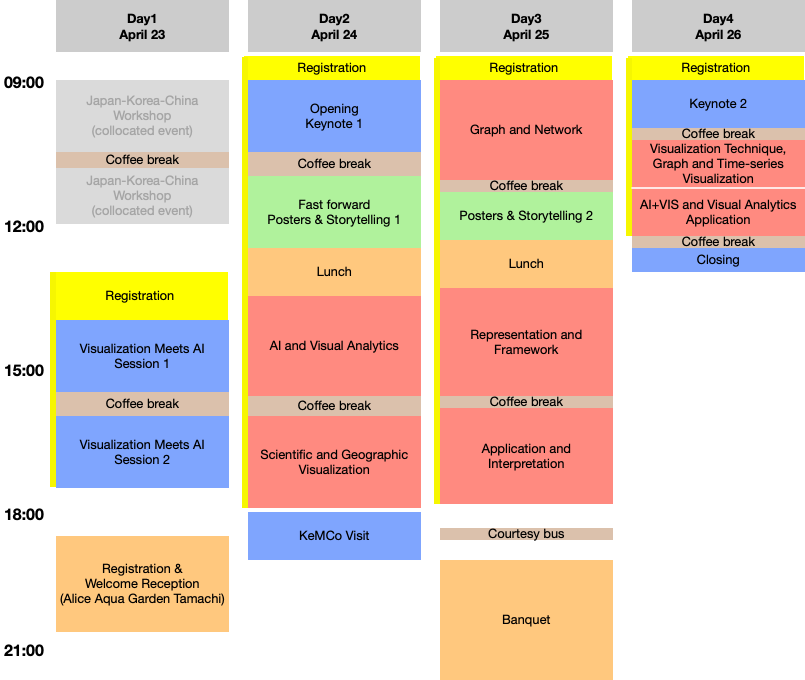 Day1
April 23
Day2
April 24
Day3
April 25
Day4
April 26
09:00
12:00
15:00
18:00
21:00
Japan-Korea-China
Workshop
(collocated event)
Coffee break
Japan-Korea-China
Workshop
(collocated event)
Registration
Visualization Meets AI
Session 1
Coffee break
Visualization Meets AI
Session 2
Registration &
Welcome Reception
(Alice Aqua Garden Tamachi)
Registration
Opening
Keynote 1
Coffee break
Fast forward
Posters & Storytelling 1
Lunch
AI and Visual Analytics
Coffee break
Scientific and Geographic
Visualization
KeMCo Visit
Registration
Graph and Network
Coffee break
Posters & Storytelling 2
Lunch
Representation and
Framework
Coffee break
Application and
Interpretation
Courtesy bus
Banquet
Registration
Keynote 2
Coffee break
Visualization Technique,
Graph and Time-series
Visualization
AI+VIS and Visual Analytics
Application
Coffee break
Closing